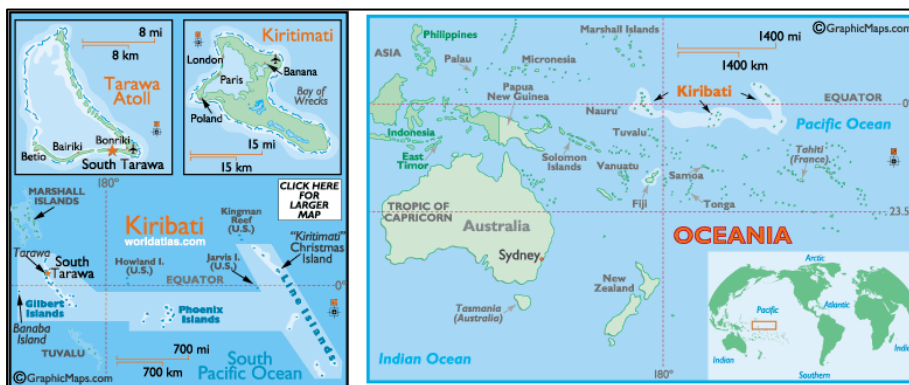 8 mi
8 km
Tarawa
Atoll
Betio
Bairiki
Bonriki
South Tarawa
Kiritimati
London
Paris
Banana
Bay of
Wrecks
Poland
15 mi
15 km
180°
MARSHALL
ISLANDS
Kiribati
worldatlas.com
Kingman
Reef (U.S.)
CLICK HERE
FOR
LARGER
MAP
"Kiritimati"
Christmas
Island
Tarawa
South
Tarawa
Howland I.
(U.S.)
Jarvis I.
(U.S.)
EQUATOR
0°
Gilbert
Islands
Banaba
Island
Phoenix
Islands
Line Islands
TUVALU
700 mi
700 km
South
Pacific Ocean
©GraphicMaps.com
©GraphicMaps.com
Philippines
Marshall Islands
1400 mi
1400 km
ASIA
Palau
Micronesia
Papua
New Guinea
Kiribati
Nauru
EQUATOR
0°
Pacific Ocean
Indonesia
East
Timor
Tuvalu
Solomon
Islands
Vanuatu
Samoa
Tahiti
(France)
Fiji
Tonga
TROPIC OF
CAPRICORN
23.5
Australia
Sydney
OCEANIA
New
Zealand
Tasmania
(Australia)
Indian Ocean
180°
Arctic
Pacific
Atlantic
Indian
Indian
Southern